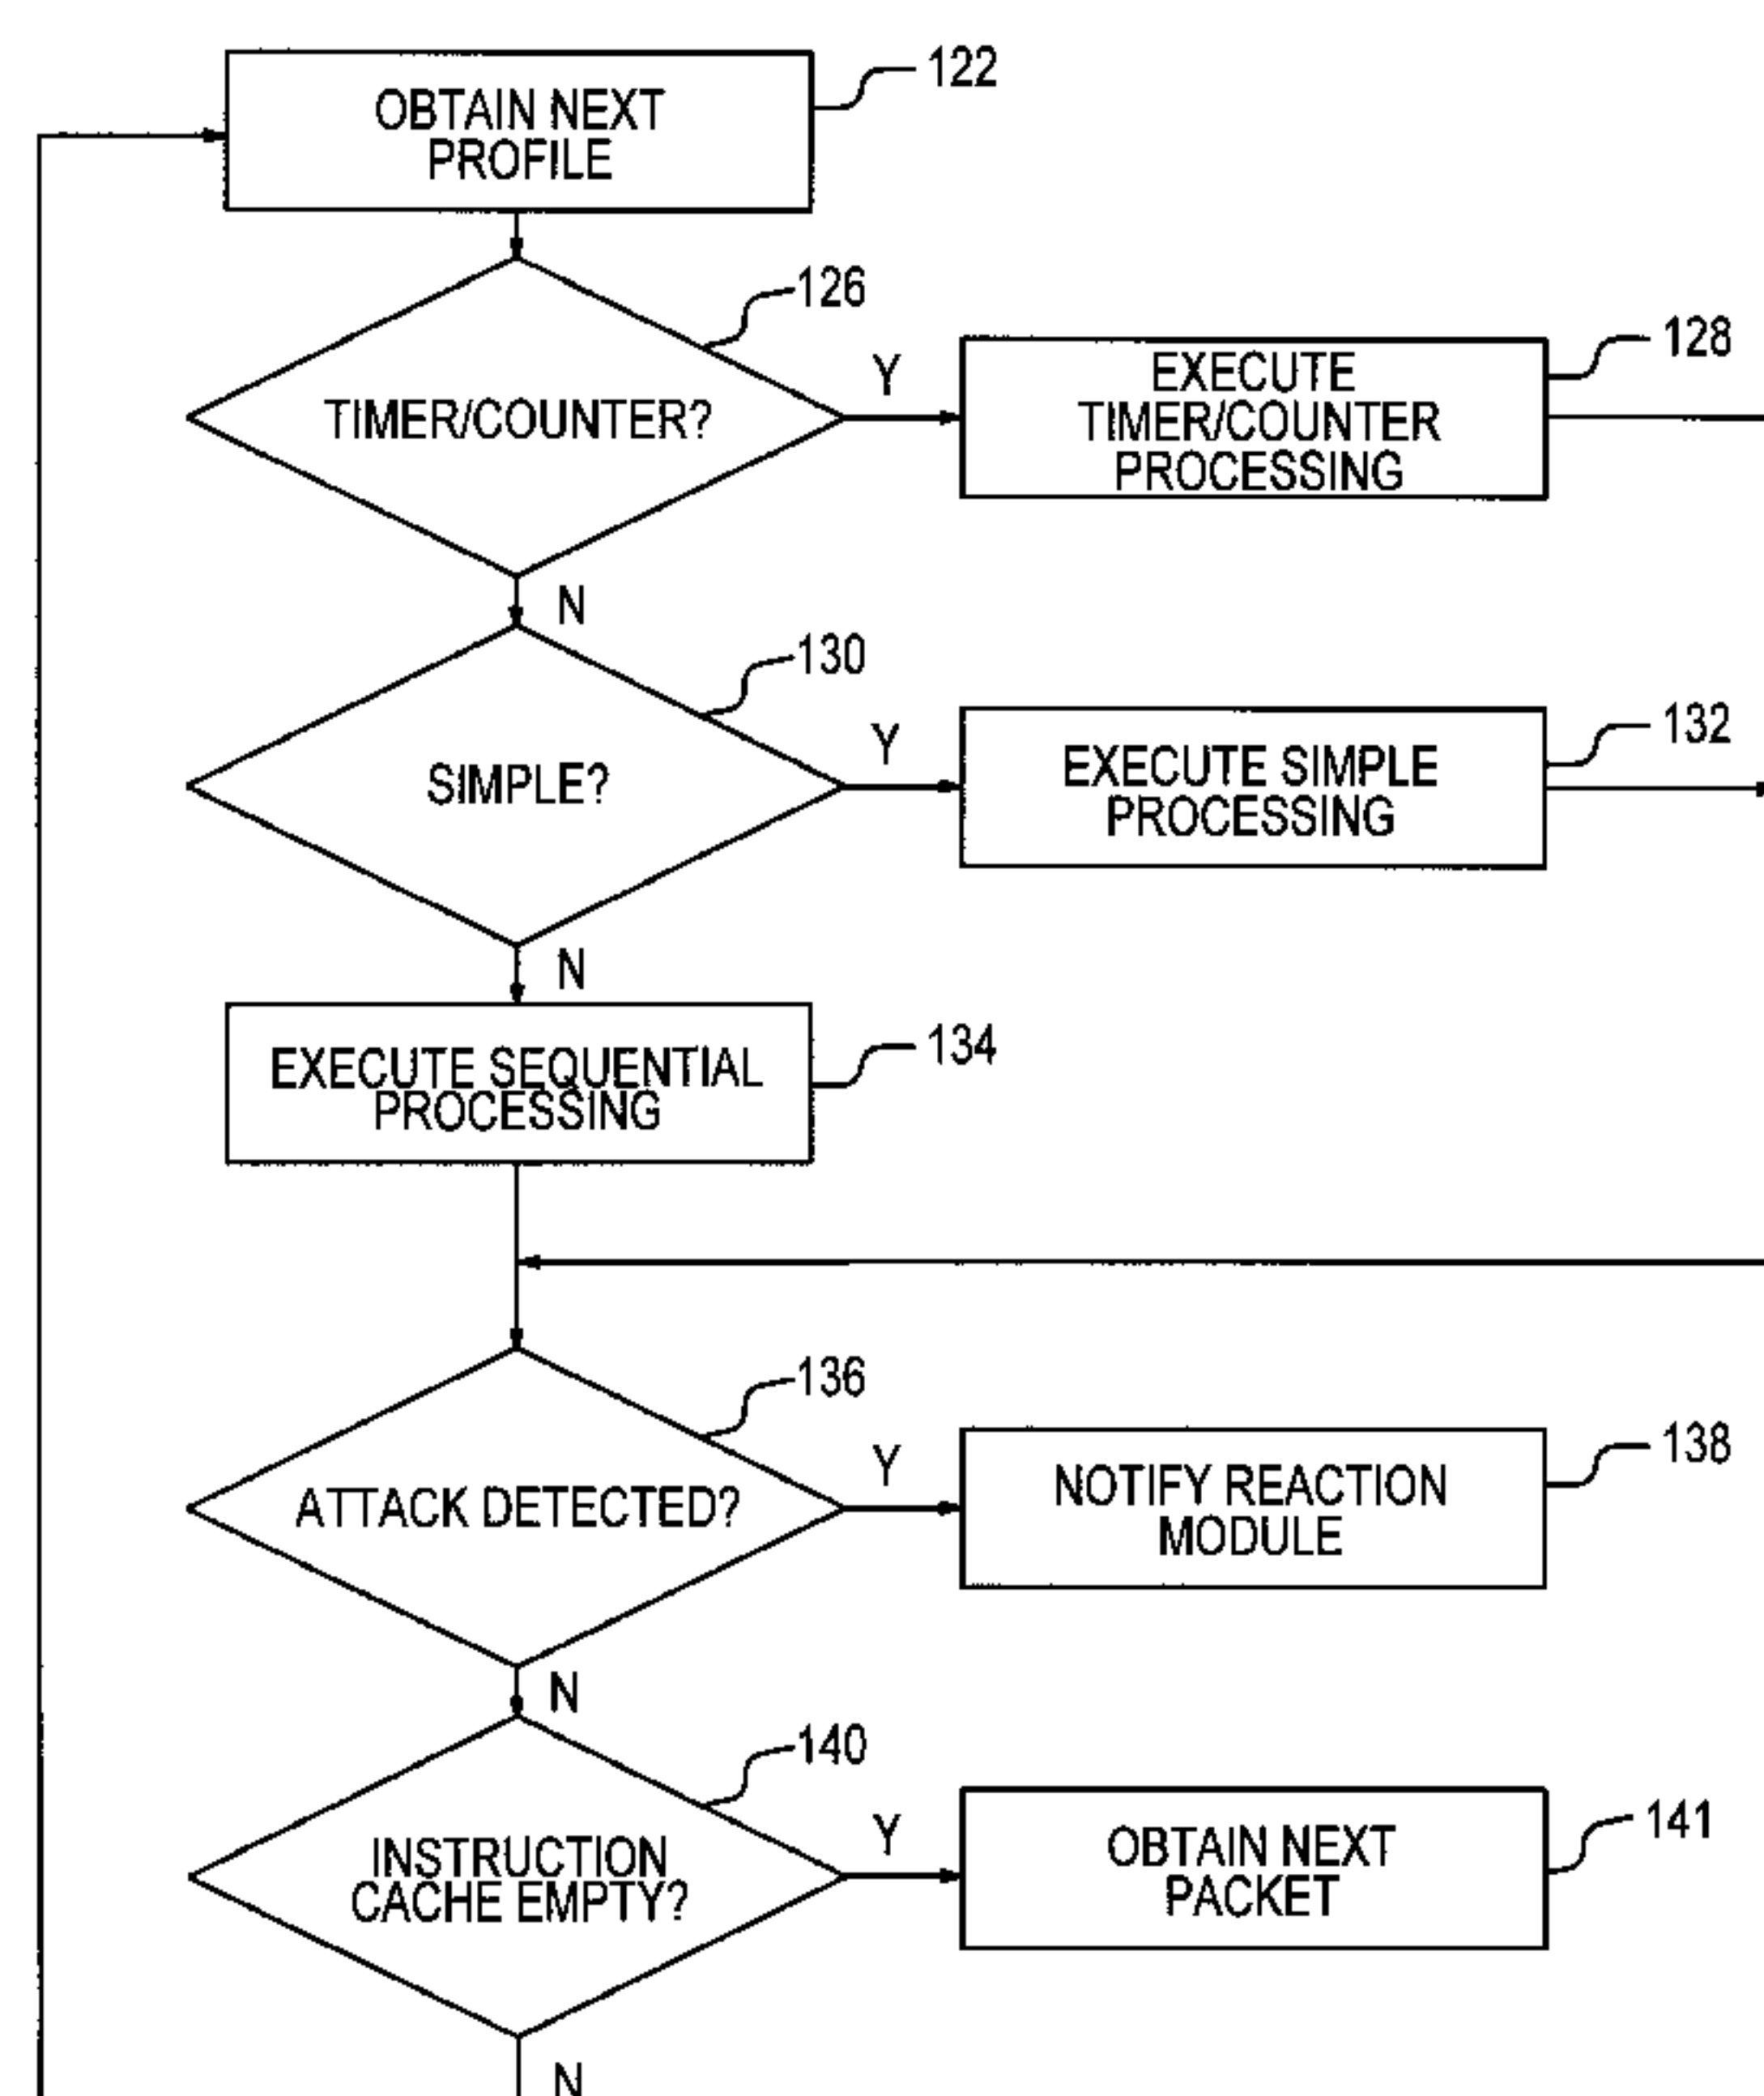 OBTAIN NEXT
PROFILE
122
126
TIMER/COUNTER?
Y
EXECUTE
TIMER/COUNTER
PROCESSING
128
N
130
SIMPLE?
Y
EXECUTE SIMPLE
PROCESSING
132
N
EXECUTE SEQUENTIAL
PROCESSING
134
136
ATTACK DETECTED?
Y
NOTIFY REACTION
MODULE
138
N
140
INSTRUCTION
CACHE EMPTY?
Y
OBTAIN NEXT
PACKET
141
N